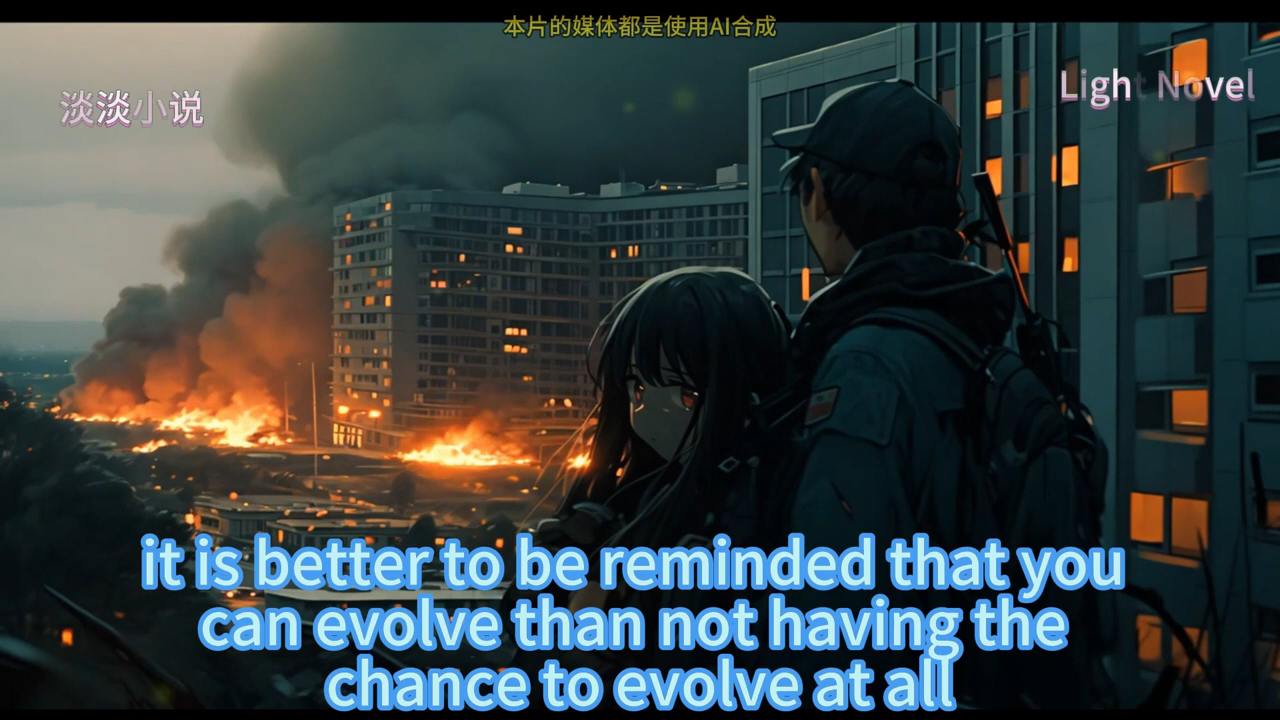 本片的媒体都是使用AI合成
淡淡小说
Light Novel
it is better to be reminded that you
can evolve than not having the
chance to evolve at all